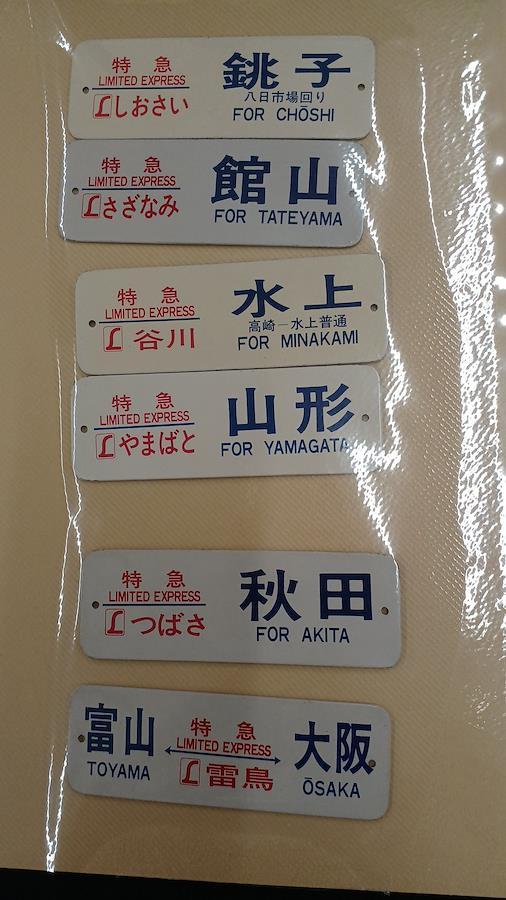 特急
LIMITED EXPRESS
Lしおさい
銚子
八日市場回り
FOR CHŌSHI
特急
LIMITED EXPRESS
Lさざなみ
館山
FOR TATEYAMA
特急
LIMITED EXPRESS
L谷川
水上
高崎―水上普通
FOR MINAKAMI
特急
LIMITED EXPRESS
Lやまばと
山形
FOR YAMAGATA
特急
LIMITED EXPRESS
Lつばさ
秋田
FOR AKITA
富山
TOYAMA
特急
LIMITED EXPRESS
L雷鳥
大阪
ŌSAKA